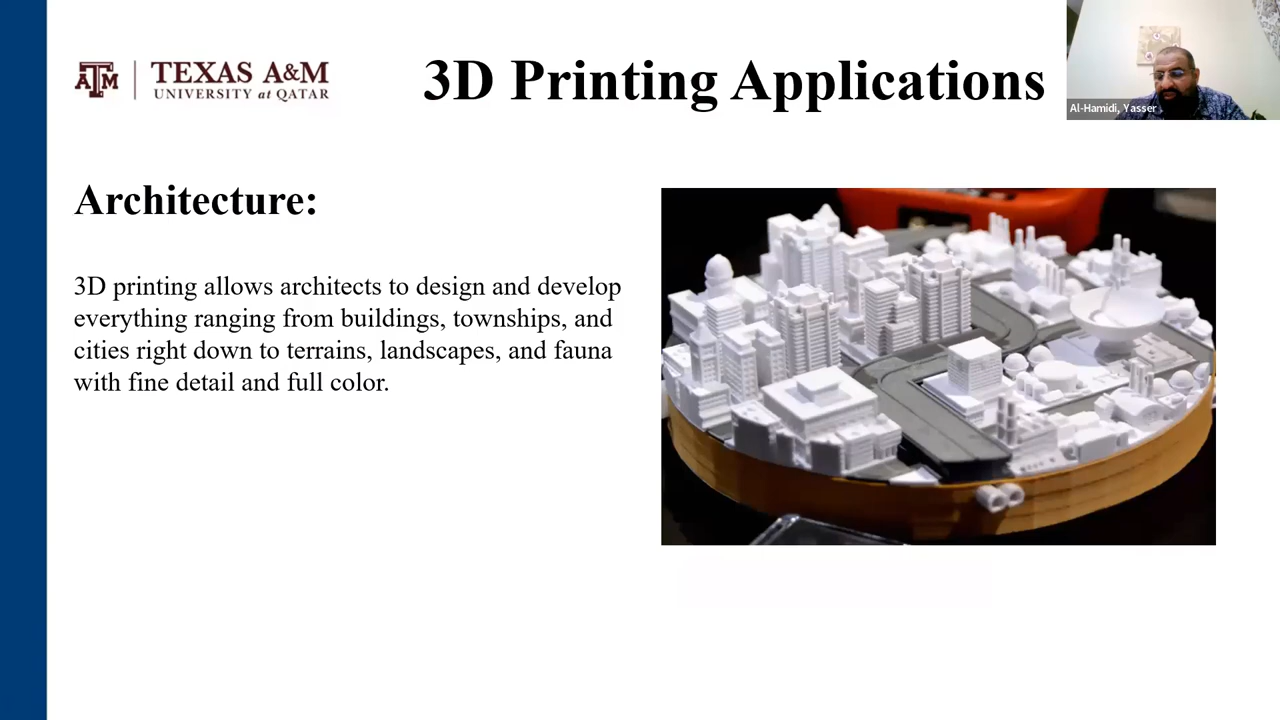 ATM TEXAS A&M
UNIVERSITY at QATAR
3D Printing Applications
Al-Hamidi, Yasser
Architecture:
3D printing allows architects to design and develop
everything ranging from buildings, townships, and
cities right down to terrains, landscapes, and fauna
with fine detail and full color.